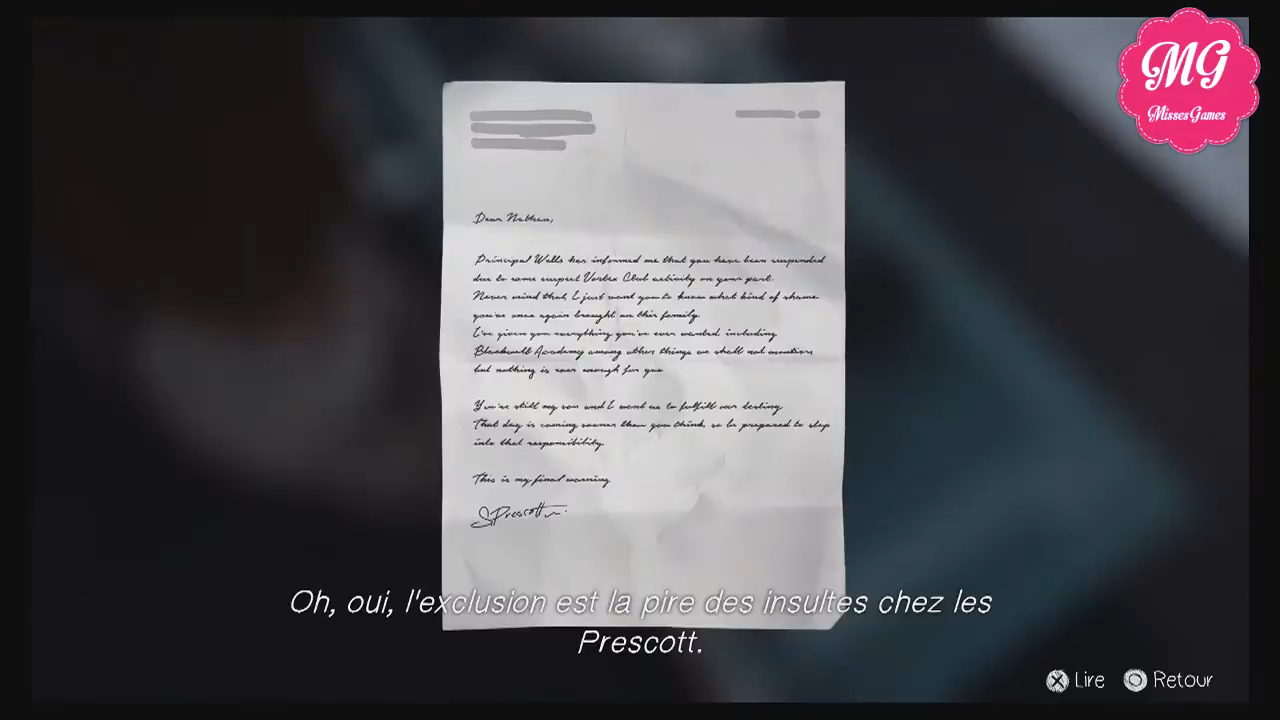 MG
MissesGames
Dear Nathan,
Principal Wells has informed me that you have been suspended
due to some suspect Vortex Club activity on your part.
Never mind that, I just want you to know what kind of shame
you've once again brought on this family.
I've given you everything you've ever wanted including
Blackwell Academy among other things we shall not mention
but nothing is ever enough for you.
You're still my son and I want us to fulfill our destiny.
That day is coming sooner than you think, so be prepared to step
into that responsibility.
This is my final warning.
SPrescott
Oh, oui, l'exclusion est la pire des insultes chez les
Prescott.
Lire
Retour